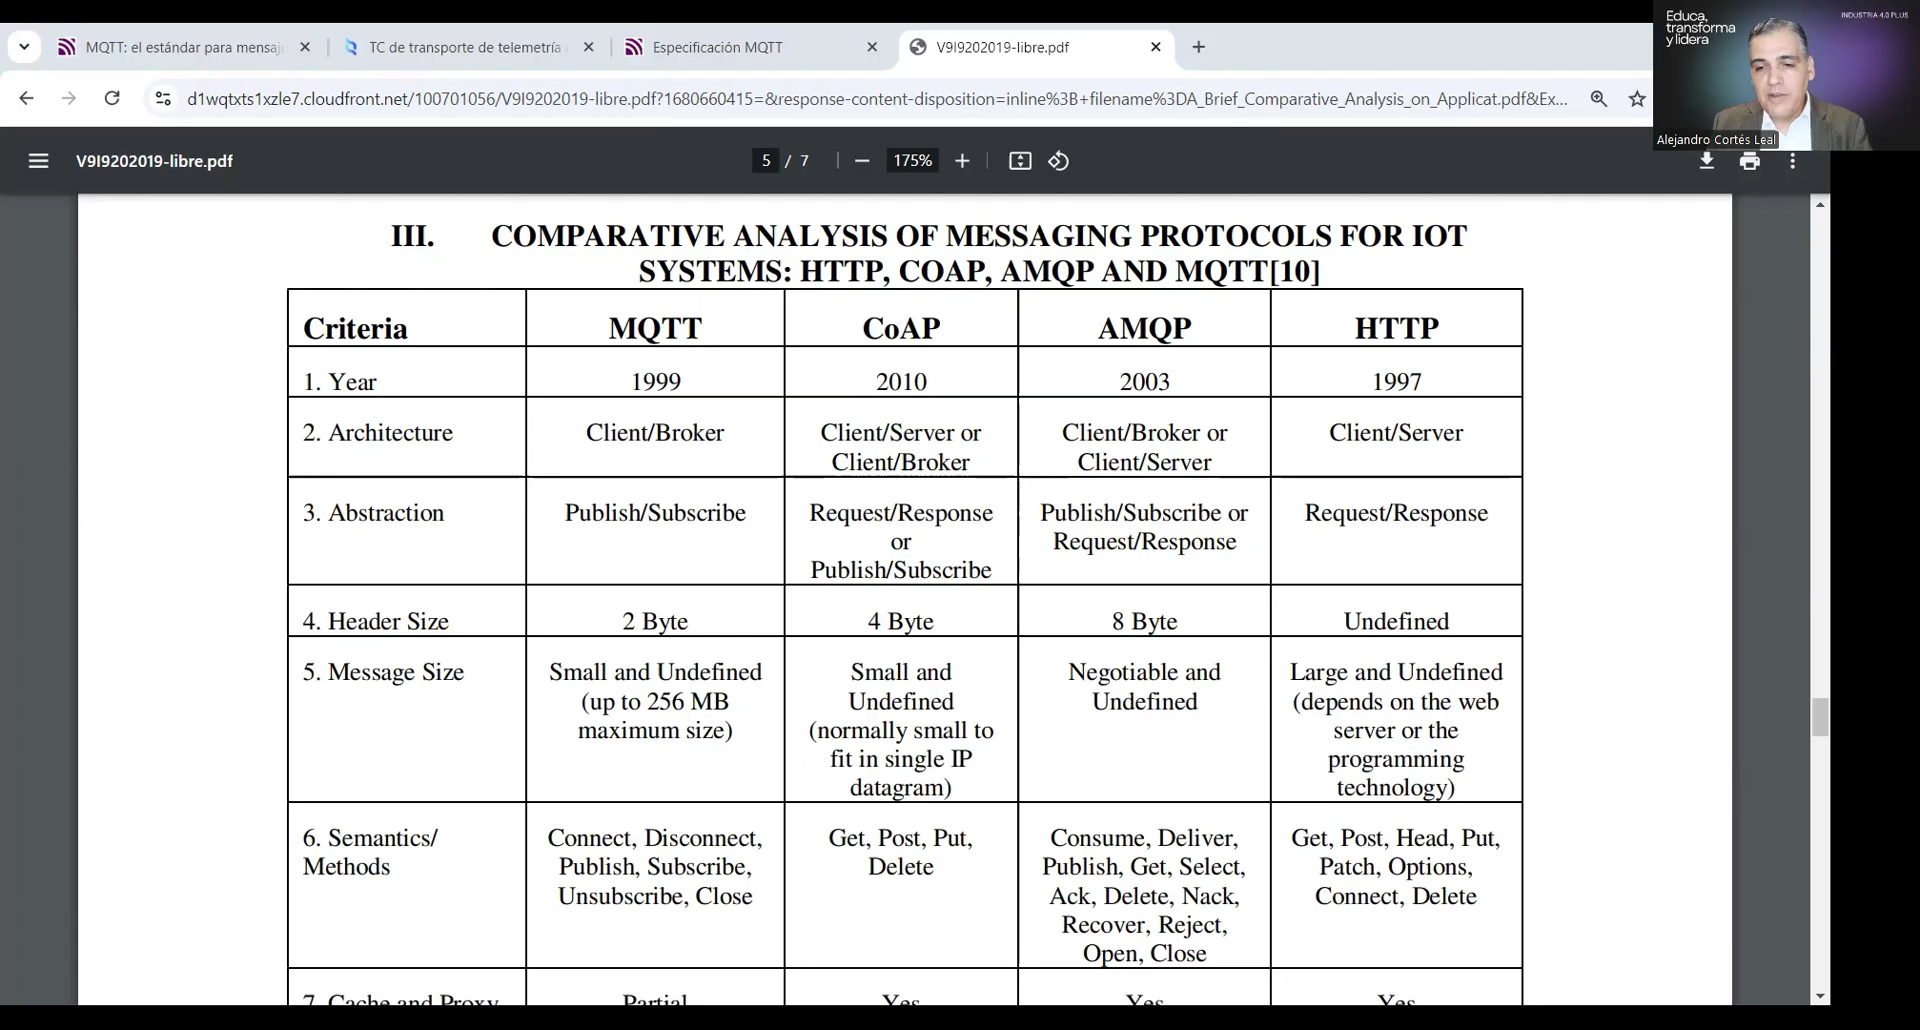 Educa,
transforma
y lidera
INDUSTRIA 4.0 PLUS
Alejandro Cortés Leal
MQTT: el estándar para mensaj
TC de transporte de telemetría
Especificación MQTT
V9I9202019-libre.pdf
d1wqtxts1xzle7.cloudfront.net/100701056/V9I9202019-libre.pdf?1680660415=&response-content-disposition=inline%3B+filename%3DA_Brief_Comparative_Analysis_on_Applicat.pdf&Ex...
V9I9202019-libre.pdf
5 / 7
175%
III. COMPARATIVE ANALYSIS OF MESSAGING PROTOCOLS FOR IOT
SYSTEMS: HTTP, COAP, AMQP AND MQTT[10]
Criteria MQTT CoAP AMQP HTTP
1. Year 1999 2010 2003 1997
2. Architecture Client/Broker Client/Server or Client/Broker or Client/Server
Client/Broker Client/Server
3. Abstraction Publish/Subscribe Request/Response Publish/Subscribe or Request/Response
or Request/Response
Publish/Subscribe
4. Header Size 2 Byte 4 Byte 8 Byte Undefined
5. Message Size Small and Undefined Small and Negotiable and Large and Undefined
(up to 256 MB Undefined Undefined (depends on the web
maximum size) (normally small to server or the
fit in single IP programming
datagram) technology)
6. Semantics/ Connect, Disconnect, Get, Post, Put, Consume, Deliver, Get, Post, Head, Put,
Methods Publish, Subscribe, Delete Publish, Get, Select, Patch, Options,
Unsubscribe, Close Ack, Delete, Nack, Connect, Delete
Recover, Reject,
Open, Close
7. Cache and Proxy Partial Yes Yes Yes